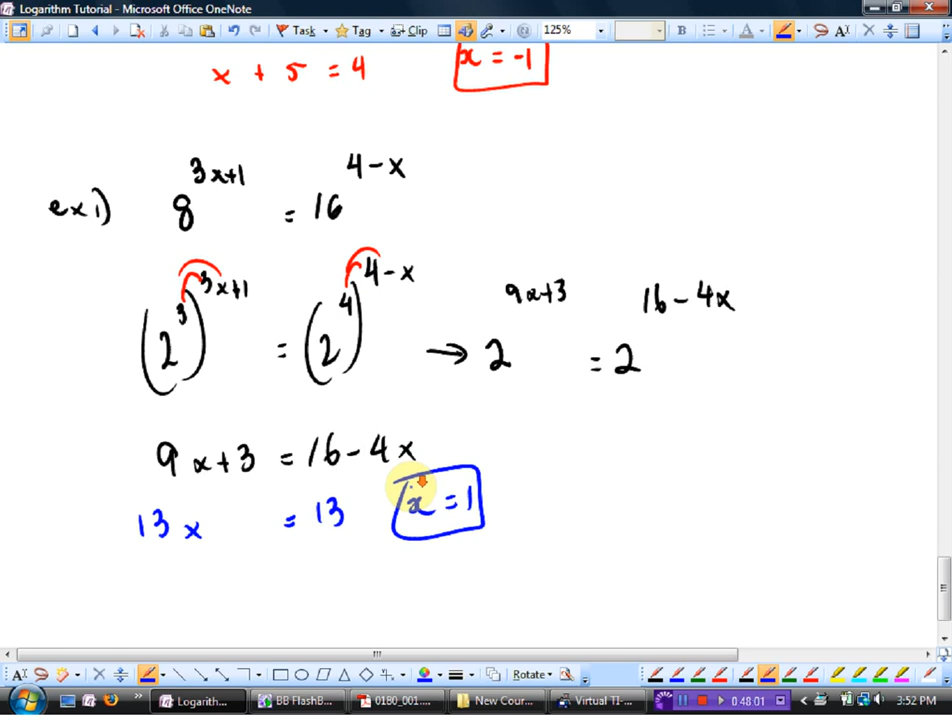 Logarithm Tutorial - Microsoft Office OneNote
Task Tag Clip 125%
x + 5 = 4 x = -1
ex1) 8^{3x+1} = 16^{4-x}
(2^3)^{3x+1} = (2^4)^{4-x} → 2^{9x+3} = 2^{16-4x}
9x+3 = 16-4x
13x = 13 x = 1
Rotate
Logarith... BB FlashB... 0180_001.... New Cour... Virtual TI-... 0:48:01 3:52 PM